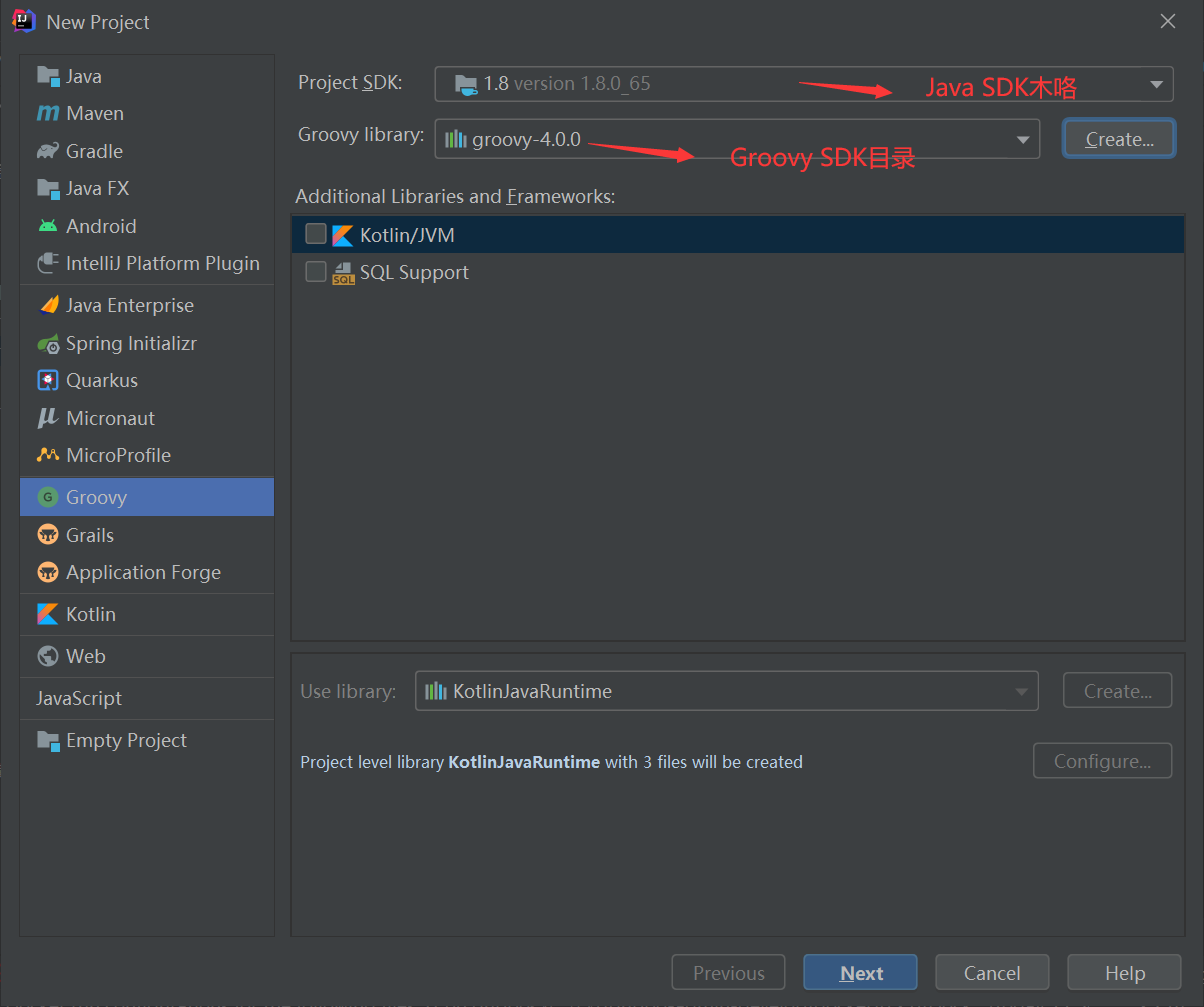 New Project
Java
Maven
Gradle
Java FX
Android
IntelliJ Platform Plugin
Java Enterprise
Spring Initializr
Quarkus
Micronaut
MicroProfile
Groovy
Grails
Application Forge
Kotlin
Web
JavaScript
Empty Project
Project SDK: 1.8 version 1.8.0_65 Java SDK木咯
Groovy library: groovy-4.0.0 Create...
Groovy SDK目录
Additional Libraries and Frameworks:
Kotlin/JVM
SQL Support
Use library: KotlinJavaRuntime Create...
Project level library KotlinJavaRuntime with 3 files will be created Configure...
Previous Next Cancel Help